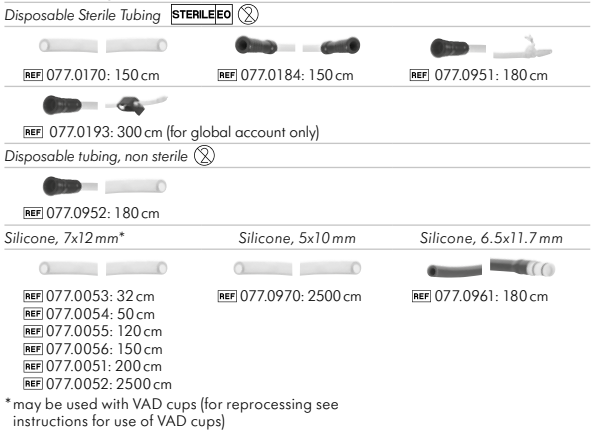 Disposable Sterile Tubing STERILE EO 2
REF 077.0170: 150 cm REF 077.0184: 150 cm REF 077.0951: 180 cm
REF 077.0193: 300 cm (for global account only)
Disposable tubing, non sterile 2
REF 077.0952: 180 cm
Silicone, 7x12 mm* Silicone, 5x10 mm Silicone, 6.5x11.7 mm
REF 077.0053: 32 cm REF 077.0970: 2500 cm REF 077.0961: 180 cm
REF 077.0054: 50 cm
REF 077.0055: 120 cm
REF 077.0056: 150 cm
REF 077.0051: 200 cm
REF 077.0052: 2500 cm
* may be used with VAD cups (for reprocessing see
instructions for use of VAD cups)